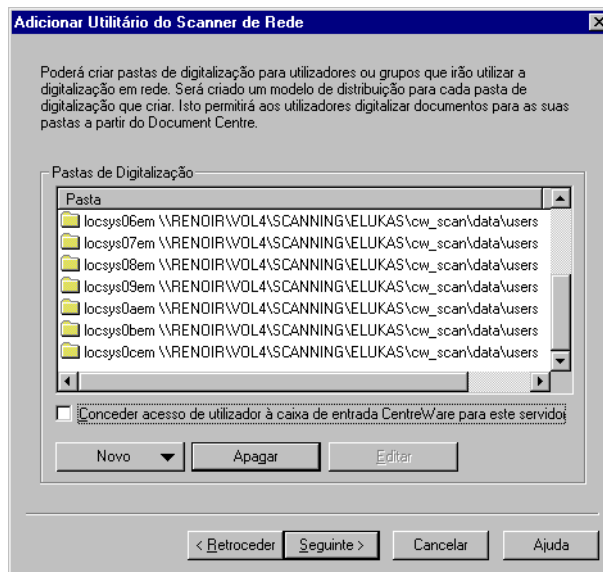 Adicionar Utilitário do Scanner de Rede
Poderá criar pastas de digitalização para utilizadores ou grupos que irão utilizar a
digitalização em rede. Será criado um modelo de distribuição para cada pasta de
digitalização que criar. Isto permitirá aos utilizadores digitalizar documentos para as suas
pastas a partir do Document Centre.
Pastas de Digitalização
Pasta
locsys06em \\RENOIR\VOL4\SCANNING\ELUKAS\cw_scan\data\users
locsys07em \\RENOIR\VOL4\SCANNING\ELUKAS\cw_scan\data\users
locsys08em \\RENOIR\VOL4\SCANNING\ELUKAS\cw_scan\data\users
locsys09em \\RENOIR\VOL4\SCANNING\ELUKAS\cw_scan\data\users
locsys0aem \\RENOIR\VOL4\SCANNING\ELUKAS\cw_scan\data\users
locsys0bem \\RENOIR\VOL4\SCANNING\ELUKAS\cw_scan\data\users
locsys0cem \\RENOIR\VOL4\SCANNING\ELUKAS\cw_scan\data\users
Conceder acesso de utilizador à caixa de entrada CentreWare para este servidor
Novo Apagar Editar
< Retroceder Seguinte > Cancelar Ajuda